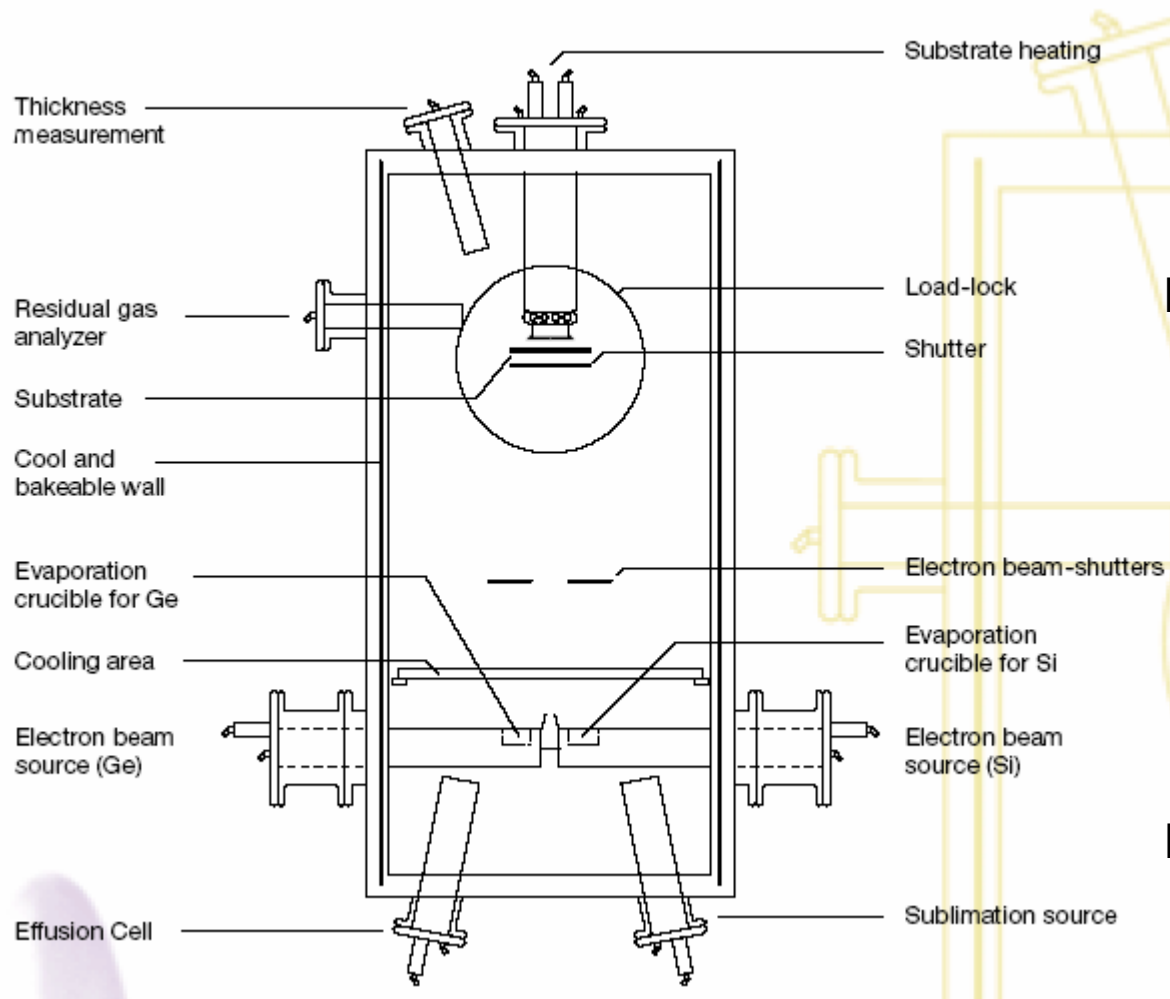 Substrate heating
Thickness
measurement
Load-lock
Residual gas
analyzer
Shutter
Substrate
Cool and
bakeable wall
Electron beam-shutters
Evaporation
crucible for Ge
Evaporation
crucible for Si
Cooling area
Electron beam
source (Ge)
Electron beam
source (Si)
Sublimation source
Effusion Cell